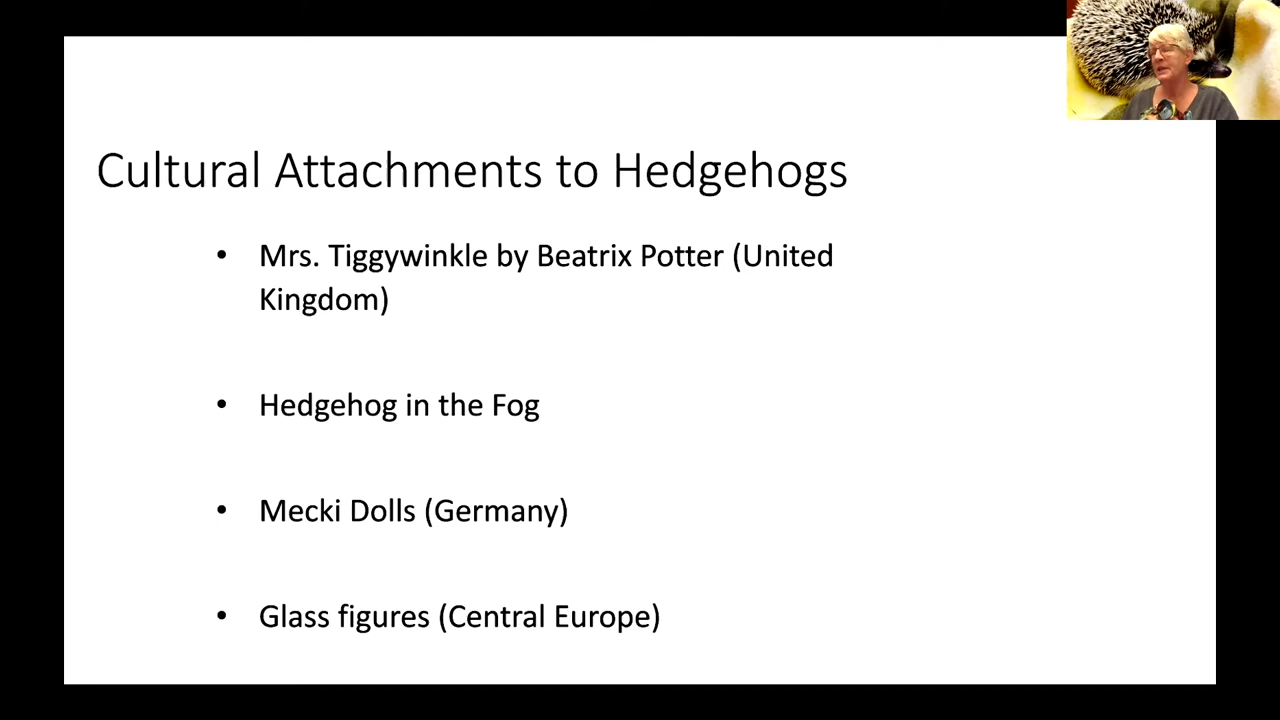 Cultural Attachments to Hedgehogs
• Mrs. Tiggywinkle by Beatrix Potter (United
Kingdom)
• Hedgehog in the Fog
• Mecki Dolls (Germany)
• Glass figures (Central Europe)